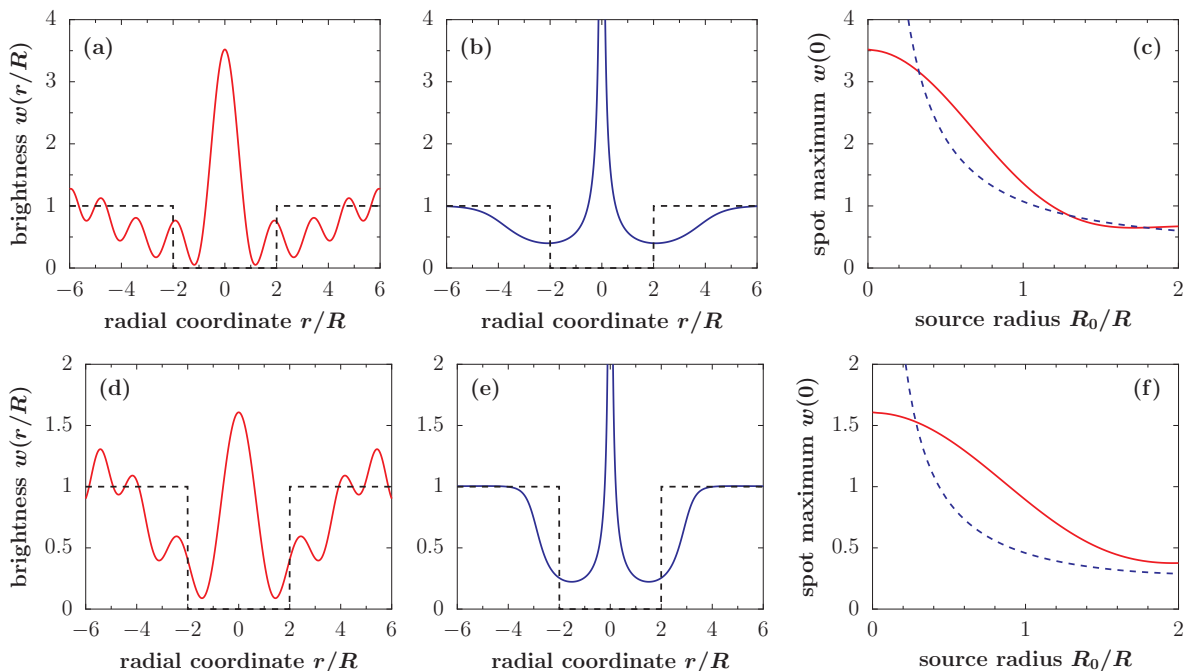 (a)
brightness w(r/R)
4
3
2
1
0
−6 −4 −2 0 2 4 6
radial coordinate r/R
(b)
4
3
2
1
0
−6 −4 −2 0 2 4 6
radial coordinate r/R
(c)
spot maximum w(0)
4
3
2
1
0
0 1 2
source radius R₀/R
(d)
brightness w(r/R)
2
1.5
1
0.5
0
−6 −4 −2 0 2 4 6
radial coordinate r/R
(e)
2
1.5
1
0.5
0
−6 −4 −2 0 2 4 6
radial coordinate r/R
(f)
spot maximum w(0)
2
1.5
1
0.5
0
0 1 2
source radius R₀/R